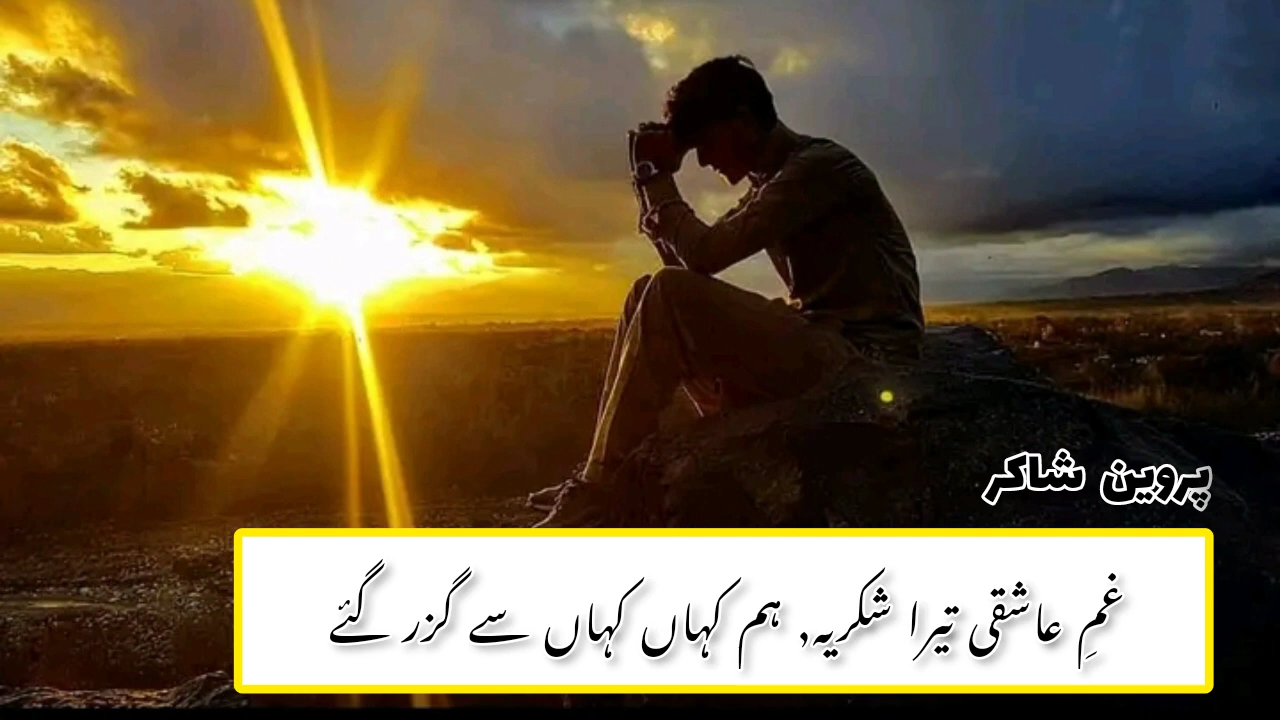 پروین شاکر
غمِ عاشقی تیرا شکریہ, ہم کہاں کہاں سے گزر گئے